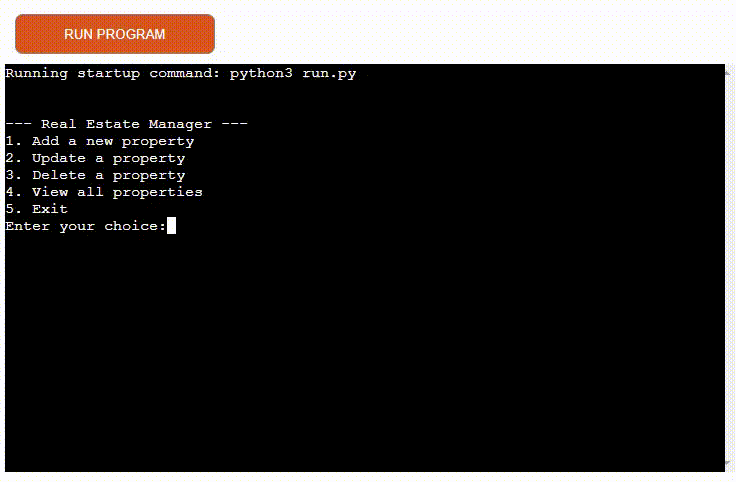 RUN PROGRAM
Running startup command: python3 run.py
--- Real Estate Manager ---
1. Add a new property
2. Update a property
3. Delete a property
4. View all properties
5. Exit
Enter your choice: